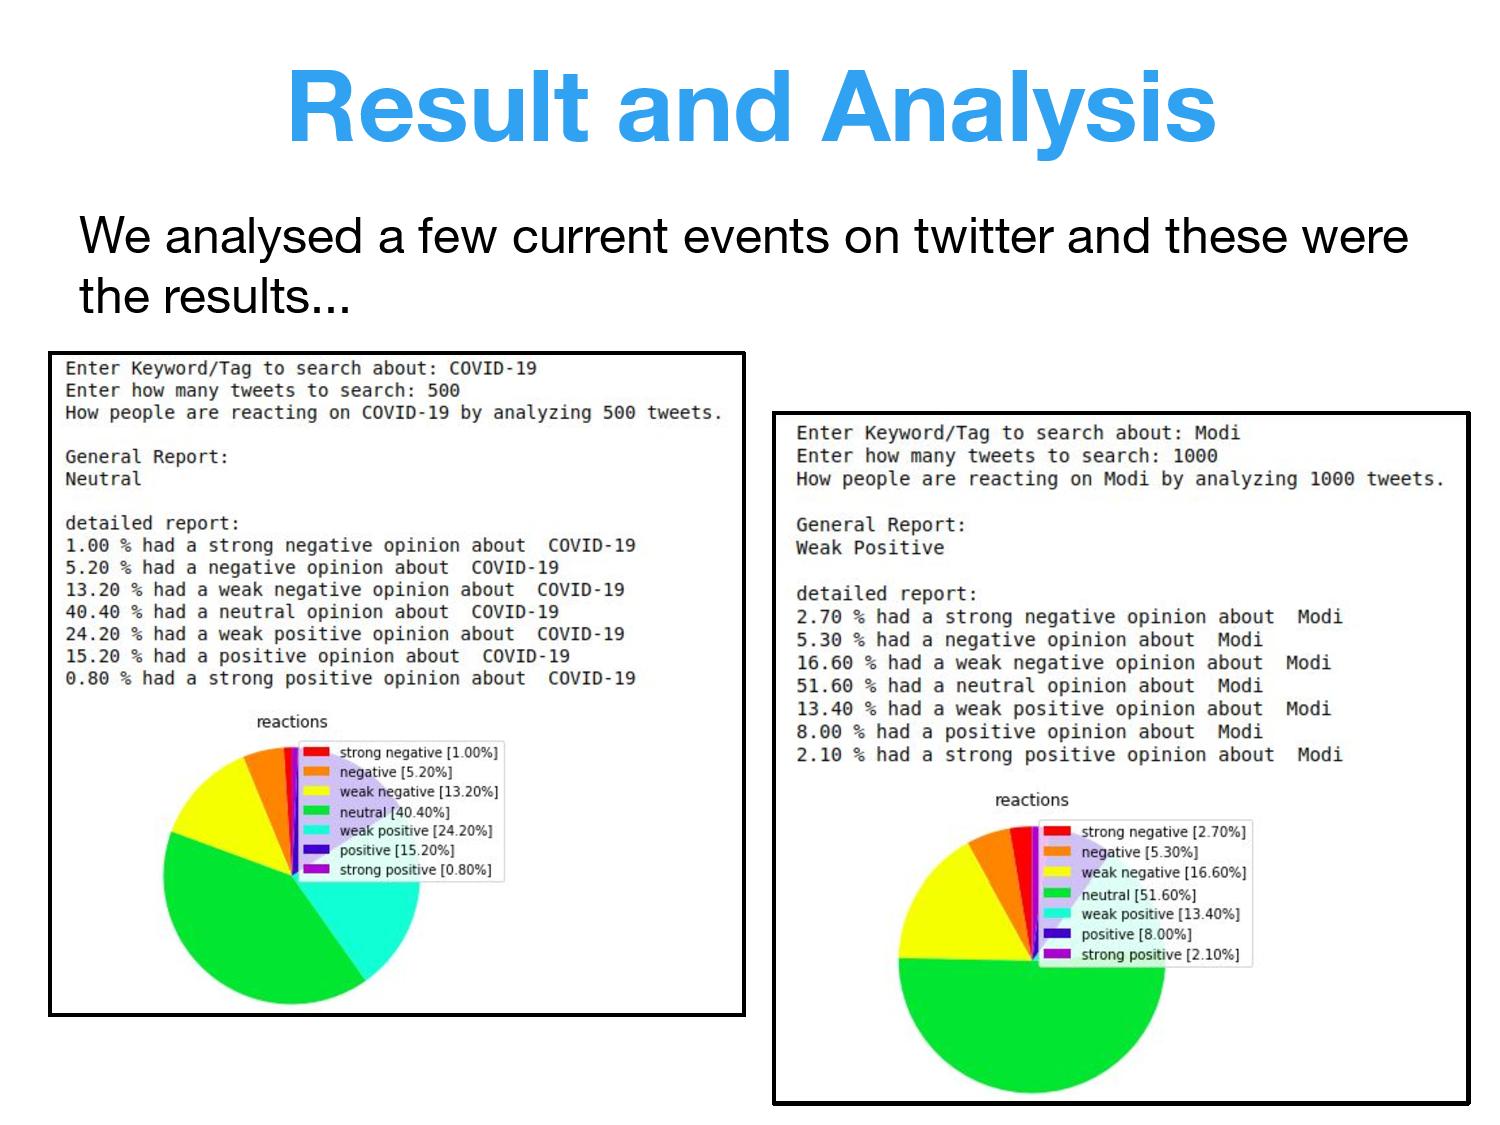 Result and Analysis
We analysed a few current events on twitter and these were
the results...
Enter Keyword/Tag to search about: COVID-19
Enter how many tweets to search: 500
How people are reacting on COVID-19 by analyzing 500 tweets.
General Report:
Neutral
detailed report:
1.00 % had a strong negative opinion about  COVID-19
5.20 % had a negative opinion about  COVID-19
13.20 % had a weak negative opinion about  COVID-19
40.40 % had a neutral opinion about  COVID-19
24.20 % had a weak positive opinion about  COVID-19
15.20 % had a positive opinion about  COVID-19
0.80 % had a strong positive opinion about  COVID-19
reactions
strong negative [1.00%]
negative [5.20%]
weak negative [13.20%]
neutral [40.40%]
weak positive [24.20%]
positive [15.20%]
strong positive [0.80%]
Enter Keyword/Tag to search about: Modi
Enter how many tweets to search: 1000
How people are reacting on Modi by analyzing 1000 tweets.
General Report:
Weak Positive
detailed report:
2.70 % had a strong negative opinion about  Modi
5.30 % had a negative opinion about  Modi
16.60 % had a weak negative opinion about  Modi
51.60 % had a neutral opinion about  Modi
13.40 % had a weak positive opinion about  Modi
8.00 % had a positive opinion about  Modi
2.10 % had a strong positive opinion about  Modi
reactions
strong negative [2.70%]
negative [5.30%]
weak negative [16.60%]
neutral [51.60%]
weak positive [13.40%]
positive [8.00%]
strong positive [2.10%]